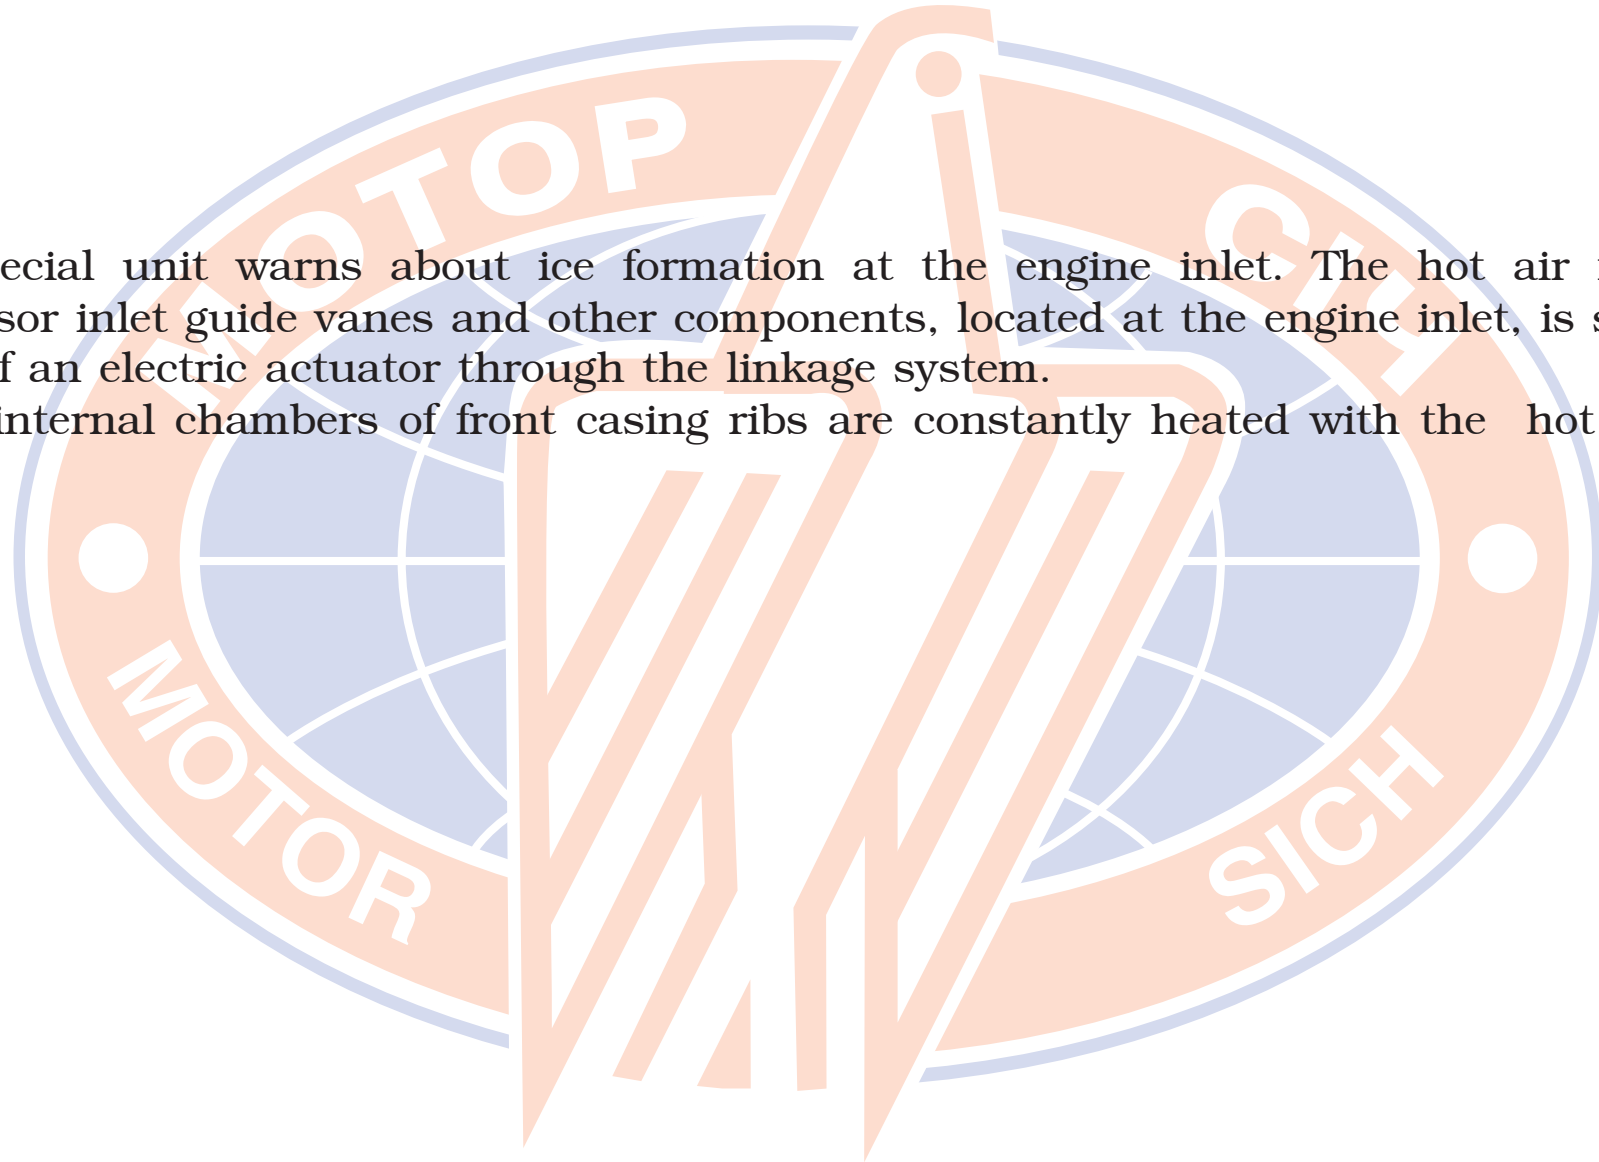 МОТОР
СІЧ
ecial unit warns about ice formation at the engine inlet. The hot air
sor inlet guide vanes and other components, located at the engine inlet, is s
f an electric actuator through the linkage system.
internal chambers of front casing ribs are constantly heated with the hot
MOTOR
SICH